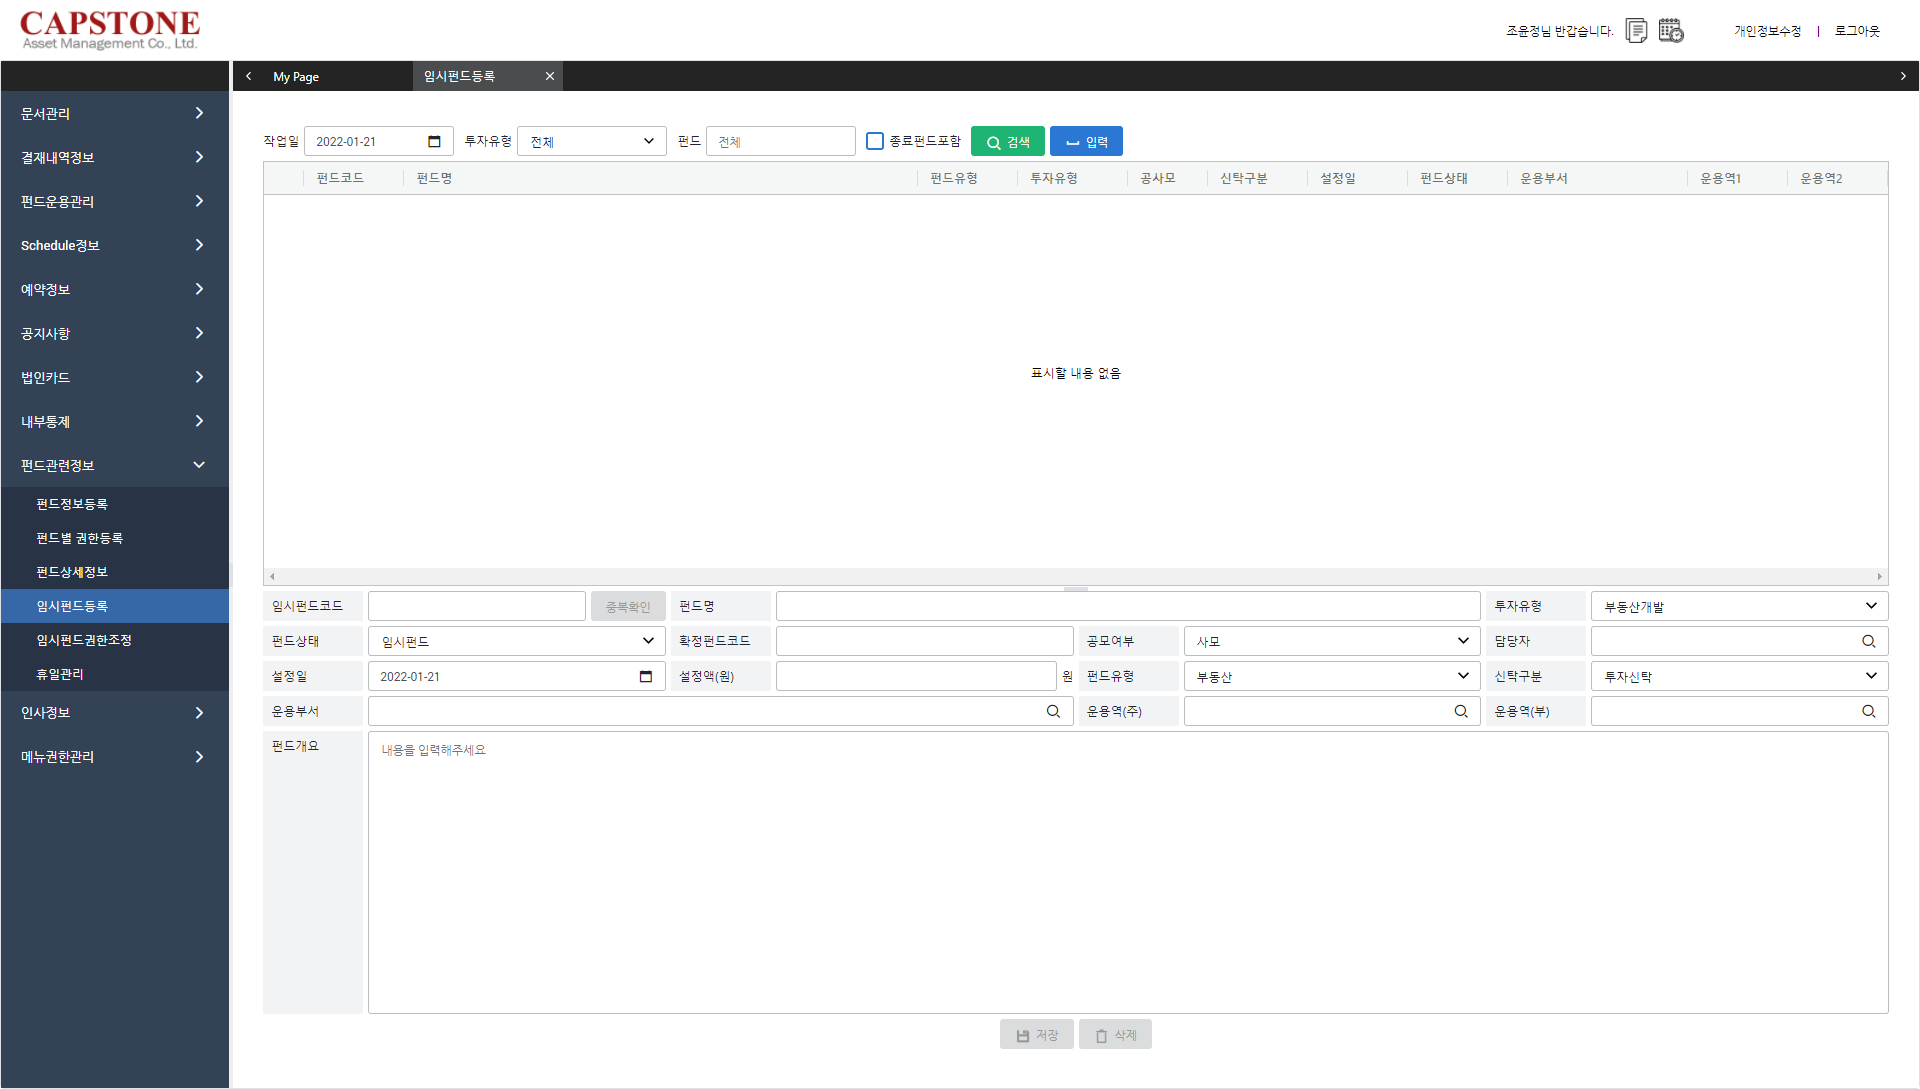 CAPSTONE
Asset Management Co., Ltd.
조윤정님 반갑습니다.
개인정보수정 | 로그아웃
My Page
임시펀드등록
문서관리
결재내역정보
펀드운용관리
Schedule정보
예약정보
공지사항
법인카드
내부통제
펀드관련정보
펀드정보등록
펀드별 권한등록
펀드상세정보
임시펀드등록
임시펀드권한조정
휴일관리
인사정보
메뉴권한관리
작업일 2022-01-21 투자유형 전체 펀드 전체 종료펀드포함 검색 입력
펀드코드 펀드명 펀드유형 투자유형 공사모 신탁구분 설정일 펀드상태 운용부서 운용역1 운용역2
표시할 내용 없음
임시펀드코드 중복확인 펀드명 투자유형 부동산개발
펀드상태 임시펀드 확정펀드코드 공모여부 사모 담당자
설정일 2022-01-21 설정액(원) 원 펀드유형 부동산 신탁구분 투자신탁
운용부서 운용역(주) 운용역(부)
펀드개요 내용을 입력해주세요
저장 삭제